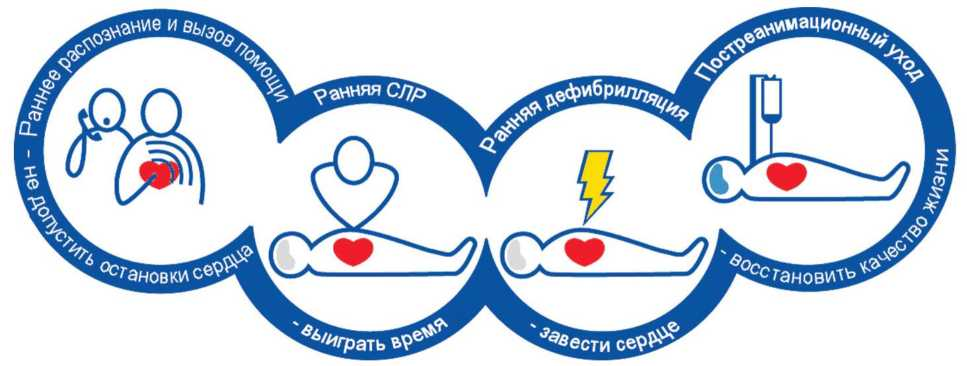 Раннее распознание и вызов помощи
- не допустить остановки сердца
Ранняя СЛР
- выиграть время
Ранняя дефибрилляция
- завести сердце
Постреанимационный уход
- восстановить качество жизни